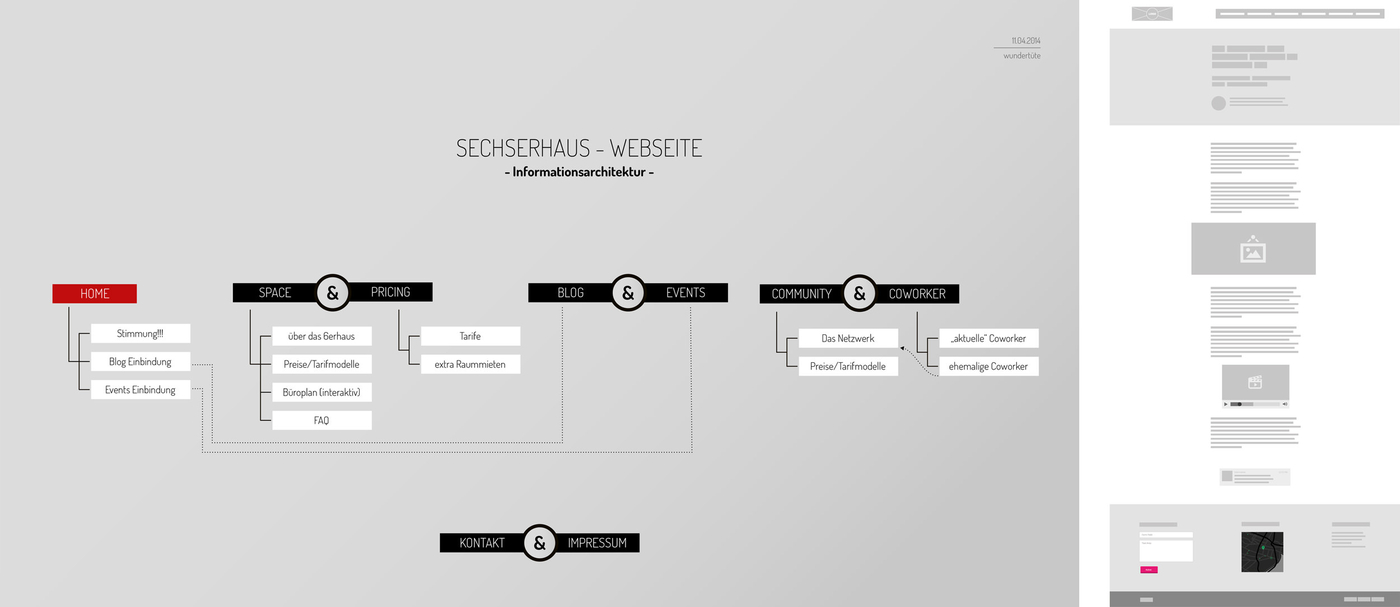 11.04.2014
wundertüte
SECHSERHAUS - WEBSEITE
- Informationsarchitektur -
HOME
Stimmung!!!
Blog Einbindung
Events Einbindung
SPACE & PRICING
über das 6erhaus
Preise/Tarifmodelle
Büroplan (interaktiv)
FAQ
Tarife
extra Raummieten
BLOG & EVENTS
COMMUNITY & COWORKER
Das Netzwerk
Preise/Tarifmodelle
„aktuelle“ Coworker
ehemalige Coworker
KONTAKT & IMPRESSUM